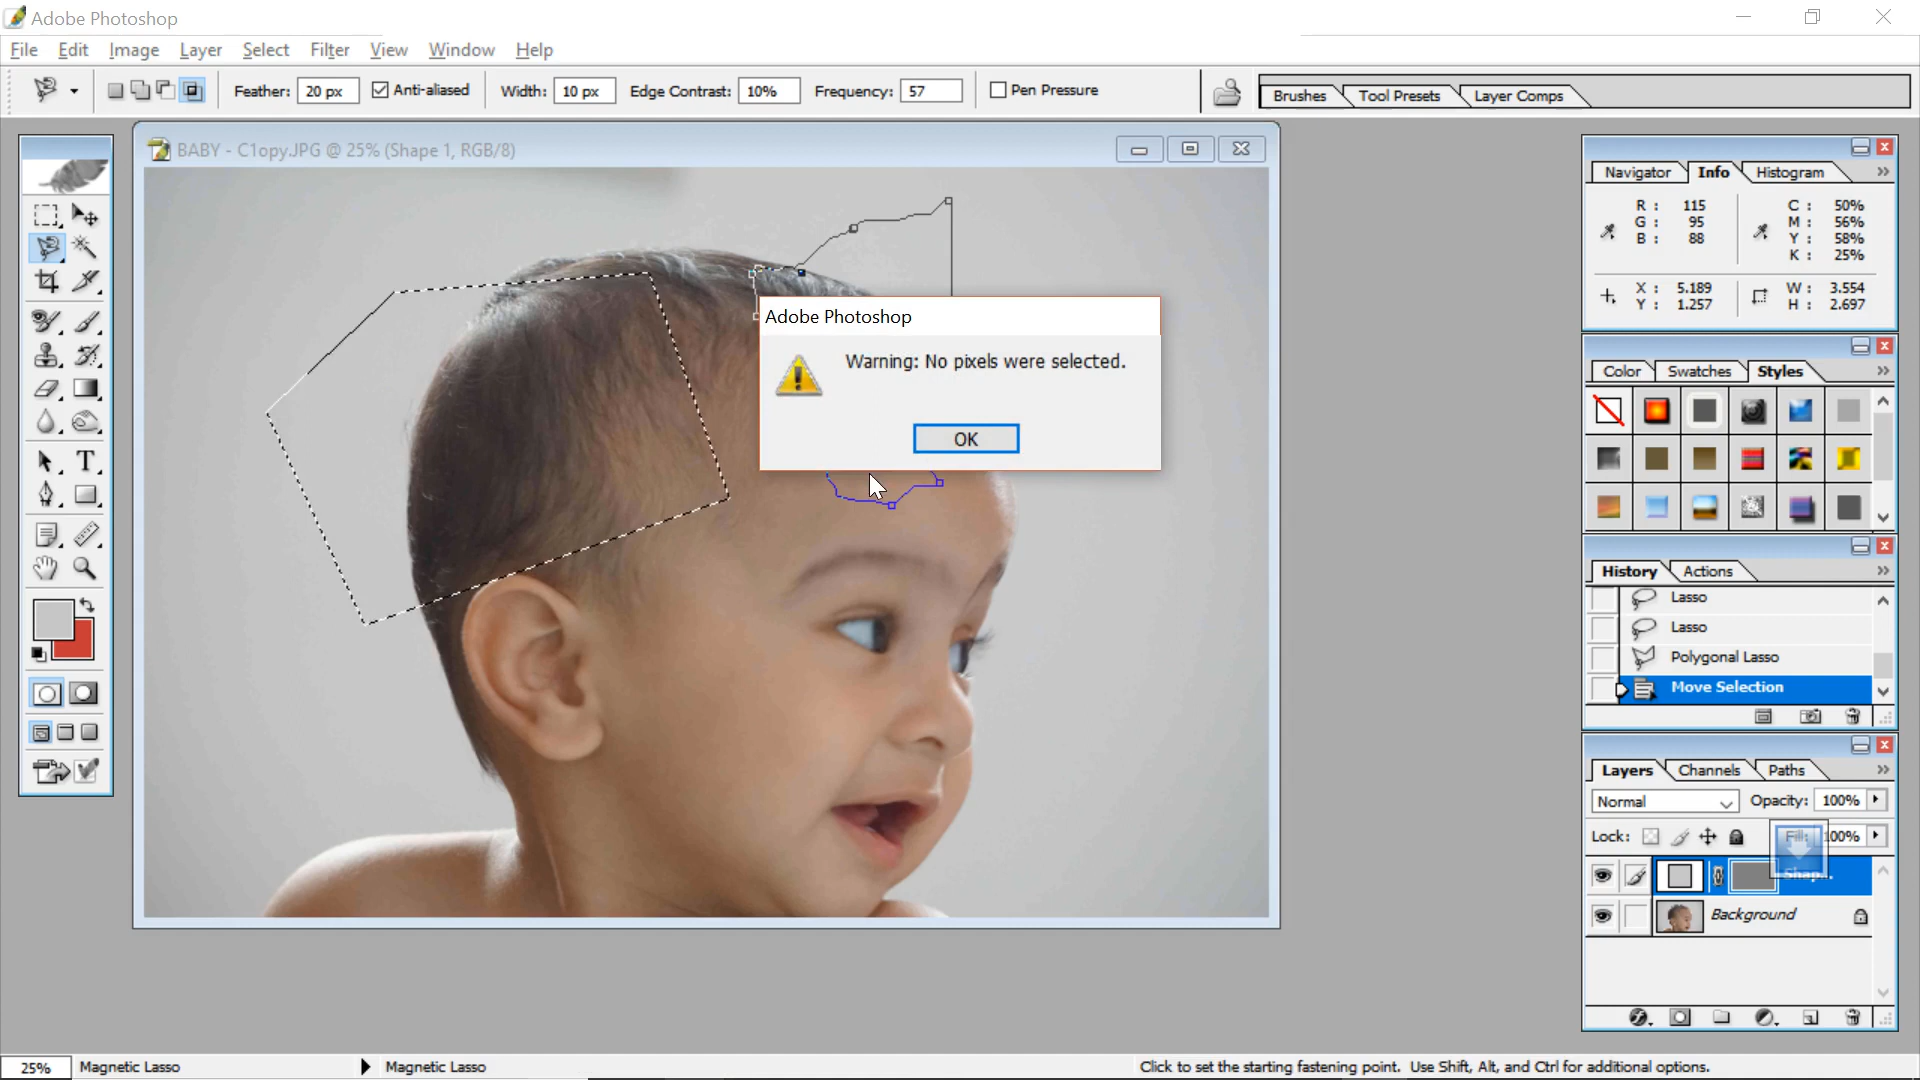 Adobe Photoshop
File Edit Image Layer Select Filter View Window Help
Feather: 20 px Anti-aliased Width: 10 px Edge Contrast: 10% Frequency: 57 Pen Pressure
Brushes Tool Presets Layer Comps
BABY - C1opy.JPG @ 25% (Shape 1, RGB/8)
Navigator Info Histogram
R : 115 C : 50%
G : 95 M : 56%
B : 88 Y : 58%
K : 25%
X : 5.189 W : 3.554
Y : 1.257 H : 2.697
Adobe Photoshop
Warning: No pixels were selected.
OK
Color Swatches Styles
History Actions
Lasso
Lasso
Polygonal Lasso
Move Selection
Layers Channels Paths
Normal Opacity: 100%
Lock: Fill: 100%
Shap...
Background
25% Magnetic Lasso Magnetic Lasso Click to set the starting fastening point. Use Shift, Alt, and Ctrl for additional options.